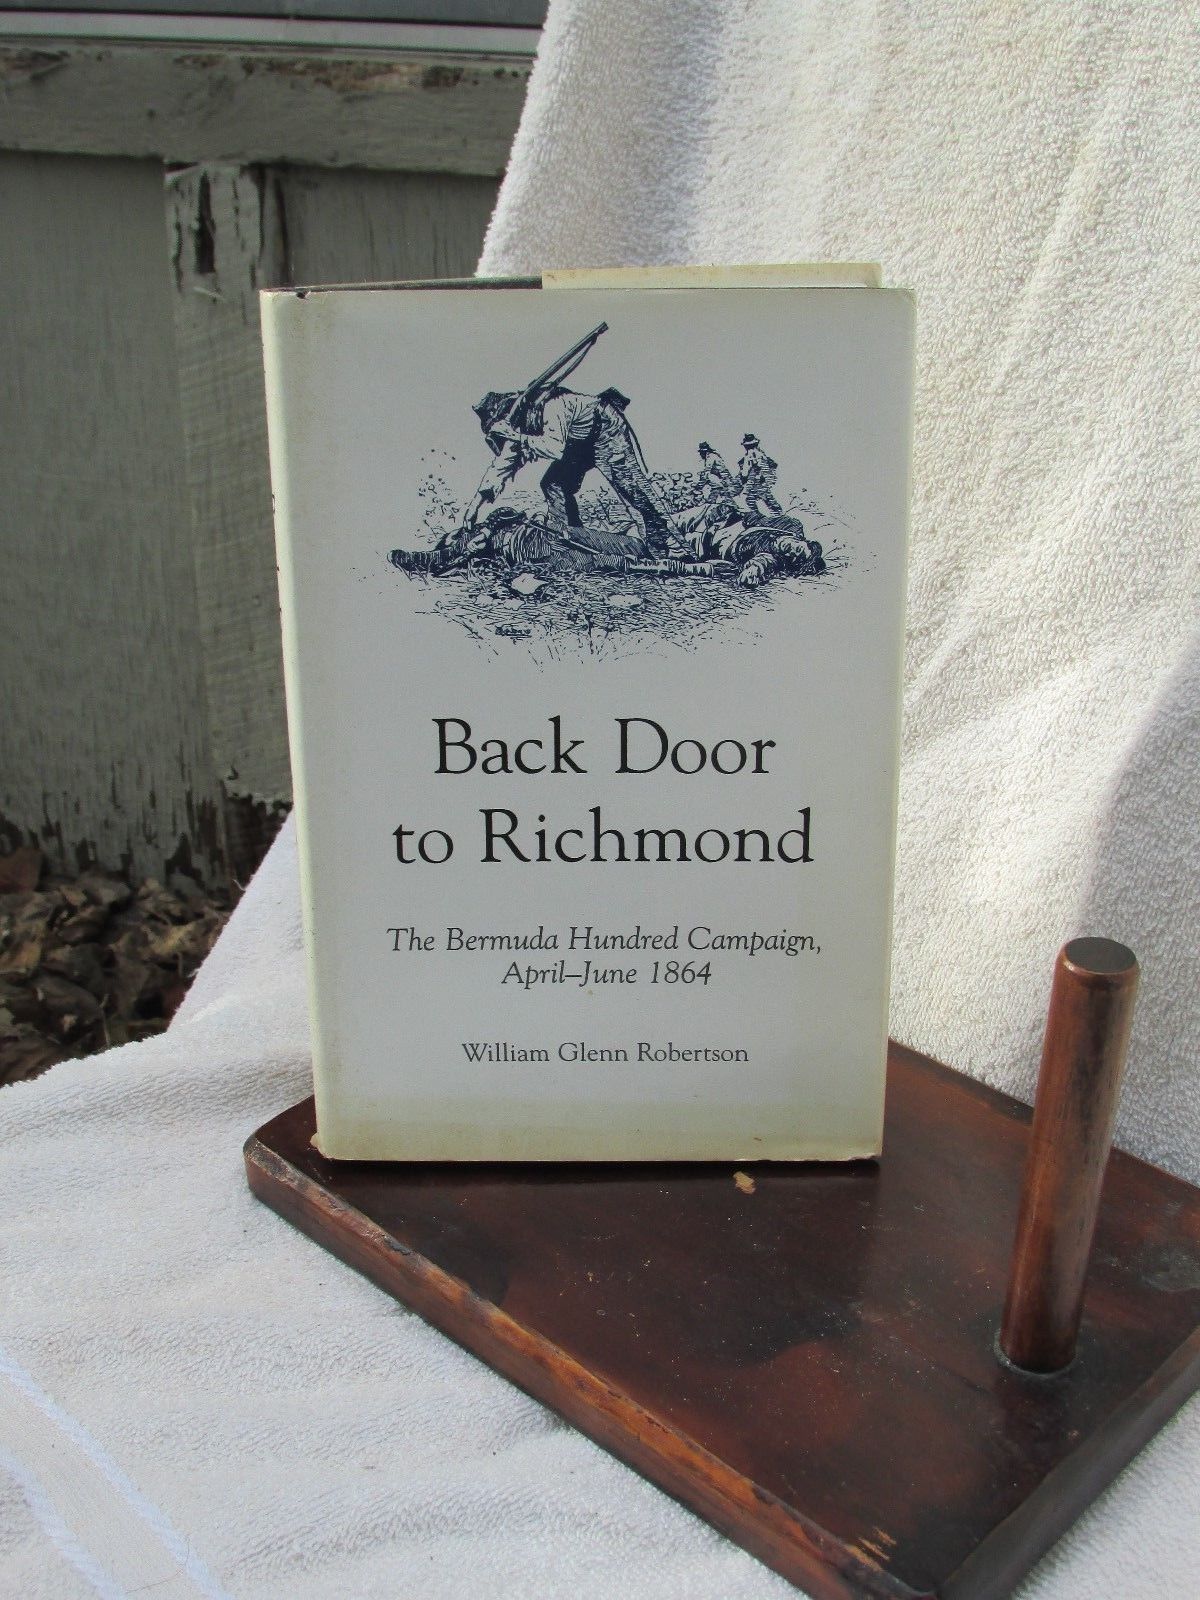 Back Door
to Richmond
The Bermuda Hundred Campaign,
April–June 1864
William Glenn Robertson